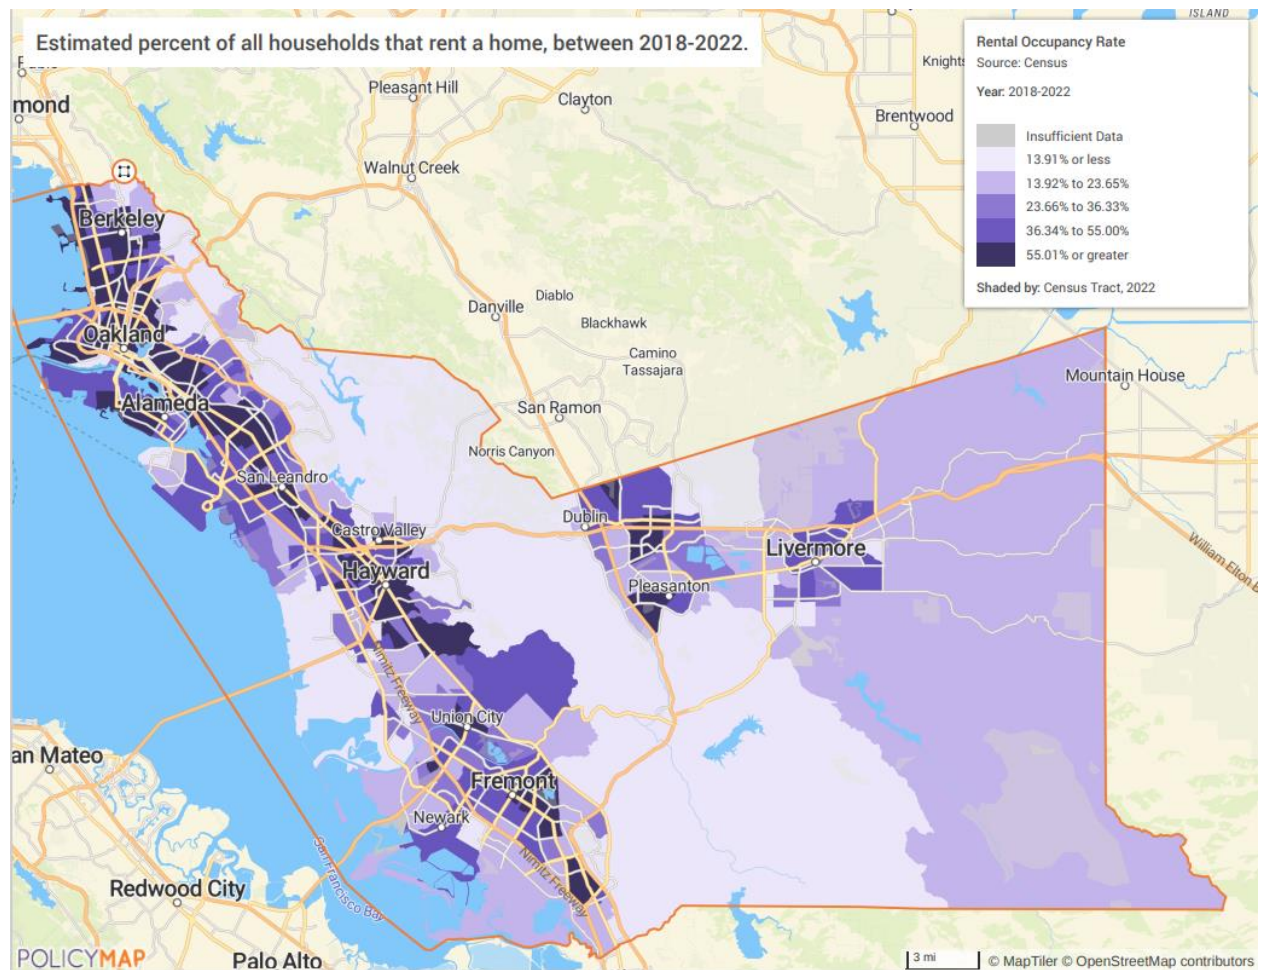 Estimated percent of all households that rent a home, between 2018-2022.
ISLAND
Rental Occupancy Rate
Source: Census
Year: 2018-2022
Insufficient Data
13.91% or less
13.92% to 23.65%
23.66% to 36.33%
36.34% to 55.00%
55.01% or greater
Shaded by: Census Tract, 2022
Knights
Pleasant Hill
Clayton
mond
Brentwood
Walnut Creek
Berkeley
Diablo
Danville
Blackhawk
Oakland
Camino
Tassajara
Mountain House
Alameda
San Ramon
Norris Canyon
San Leandro
Dublin
Castro Valley
Livermore
Hayward
Pleasanton
William Elton B
Nimitz Freeway
Union City
an Mateo
Fremont
Newark
Nimitz Freeway
San Francisco Bay
Redwood City
POLICYMAP
Palo Alto
3 mi
© MapTiler © OpenStreetMap contributors